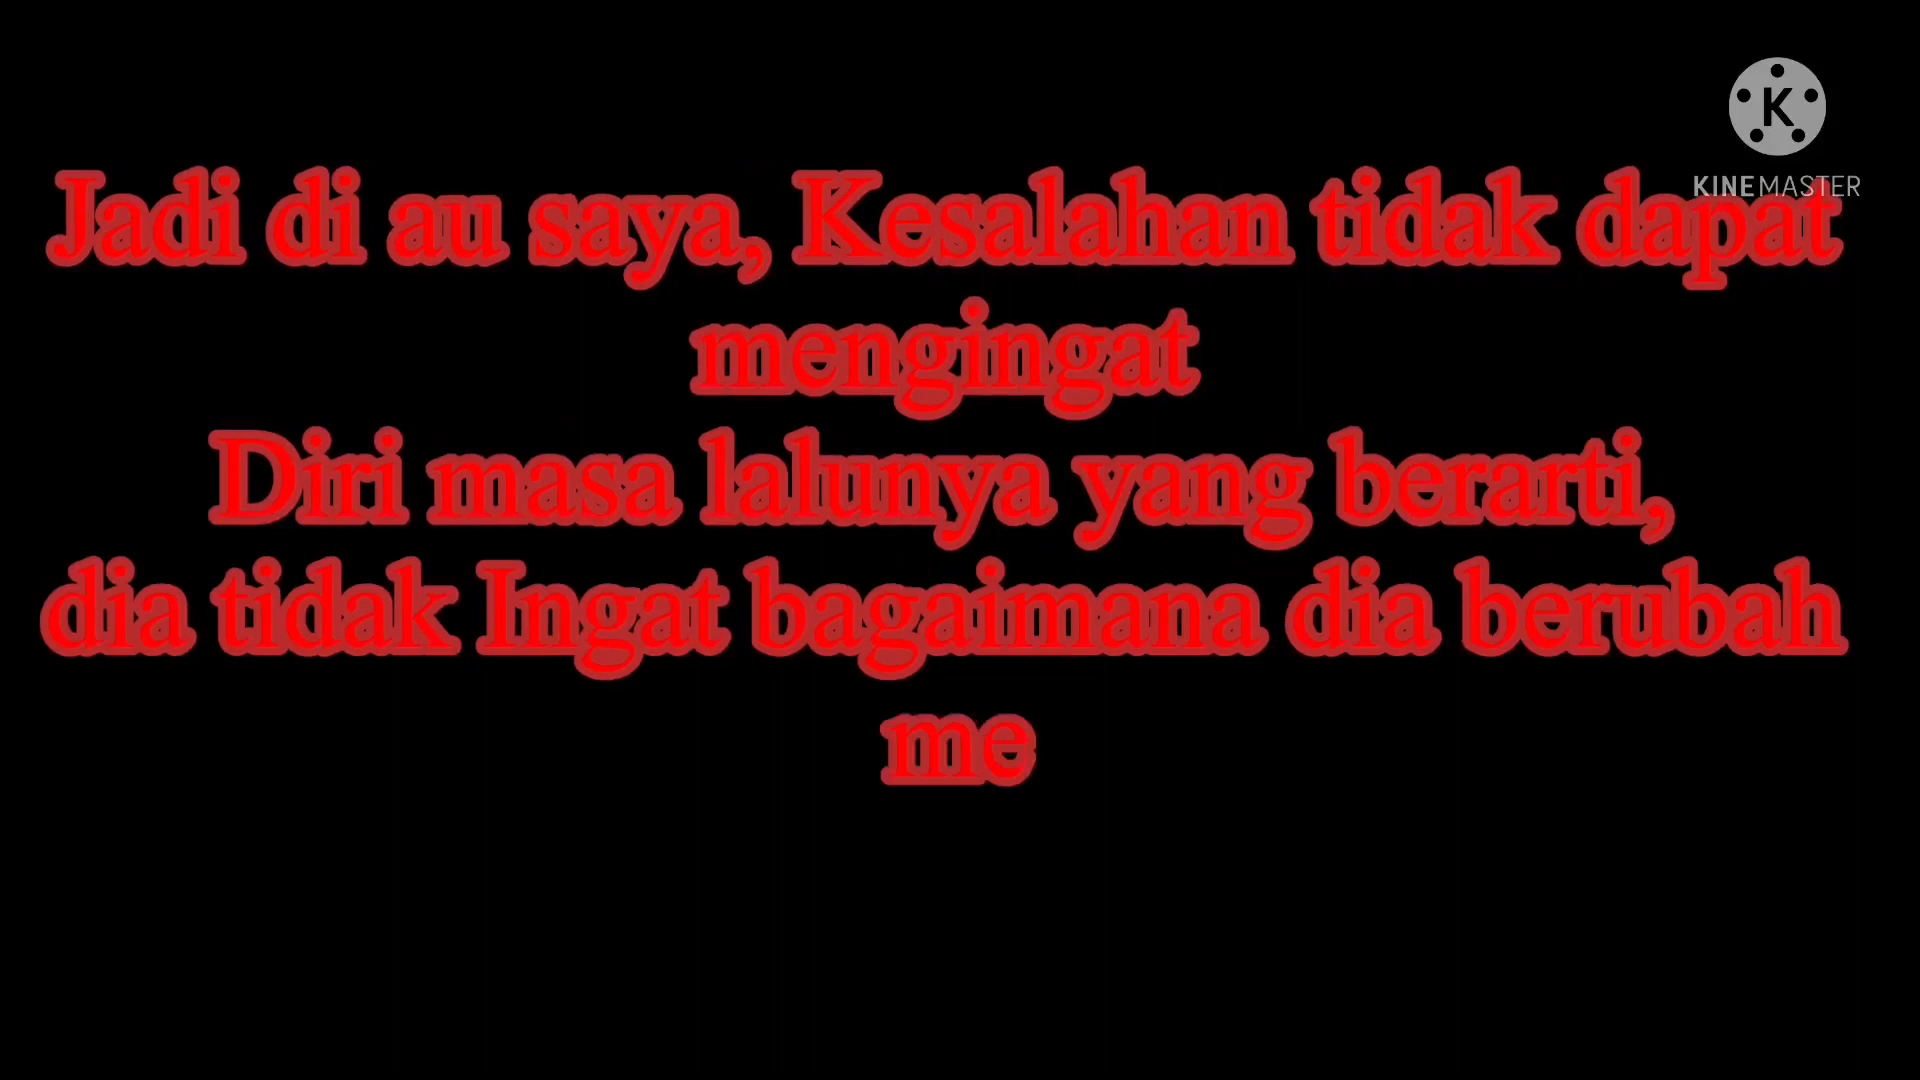 KINEMASTER
Jadi di au saya, Kesalahan tidak dapat
mengingat
Diri masa lalunya yang berarti,
dia tidak Ingat bagaimana dia berubah
me